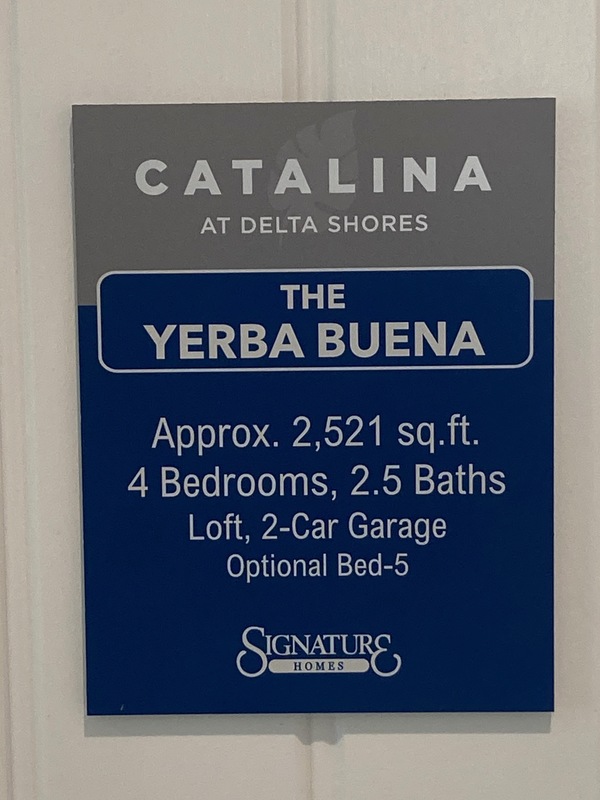 CATALINA
AT DELTA SHORES
THE
YERBA BUENA
Approx. 2,521 sq.ft.
4 Bedrooms, 2.5 Baths
Loft, 2-Car Garage
Optional Bed-5
SIGNATURE
HOMES